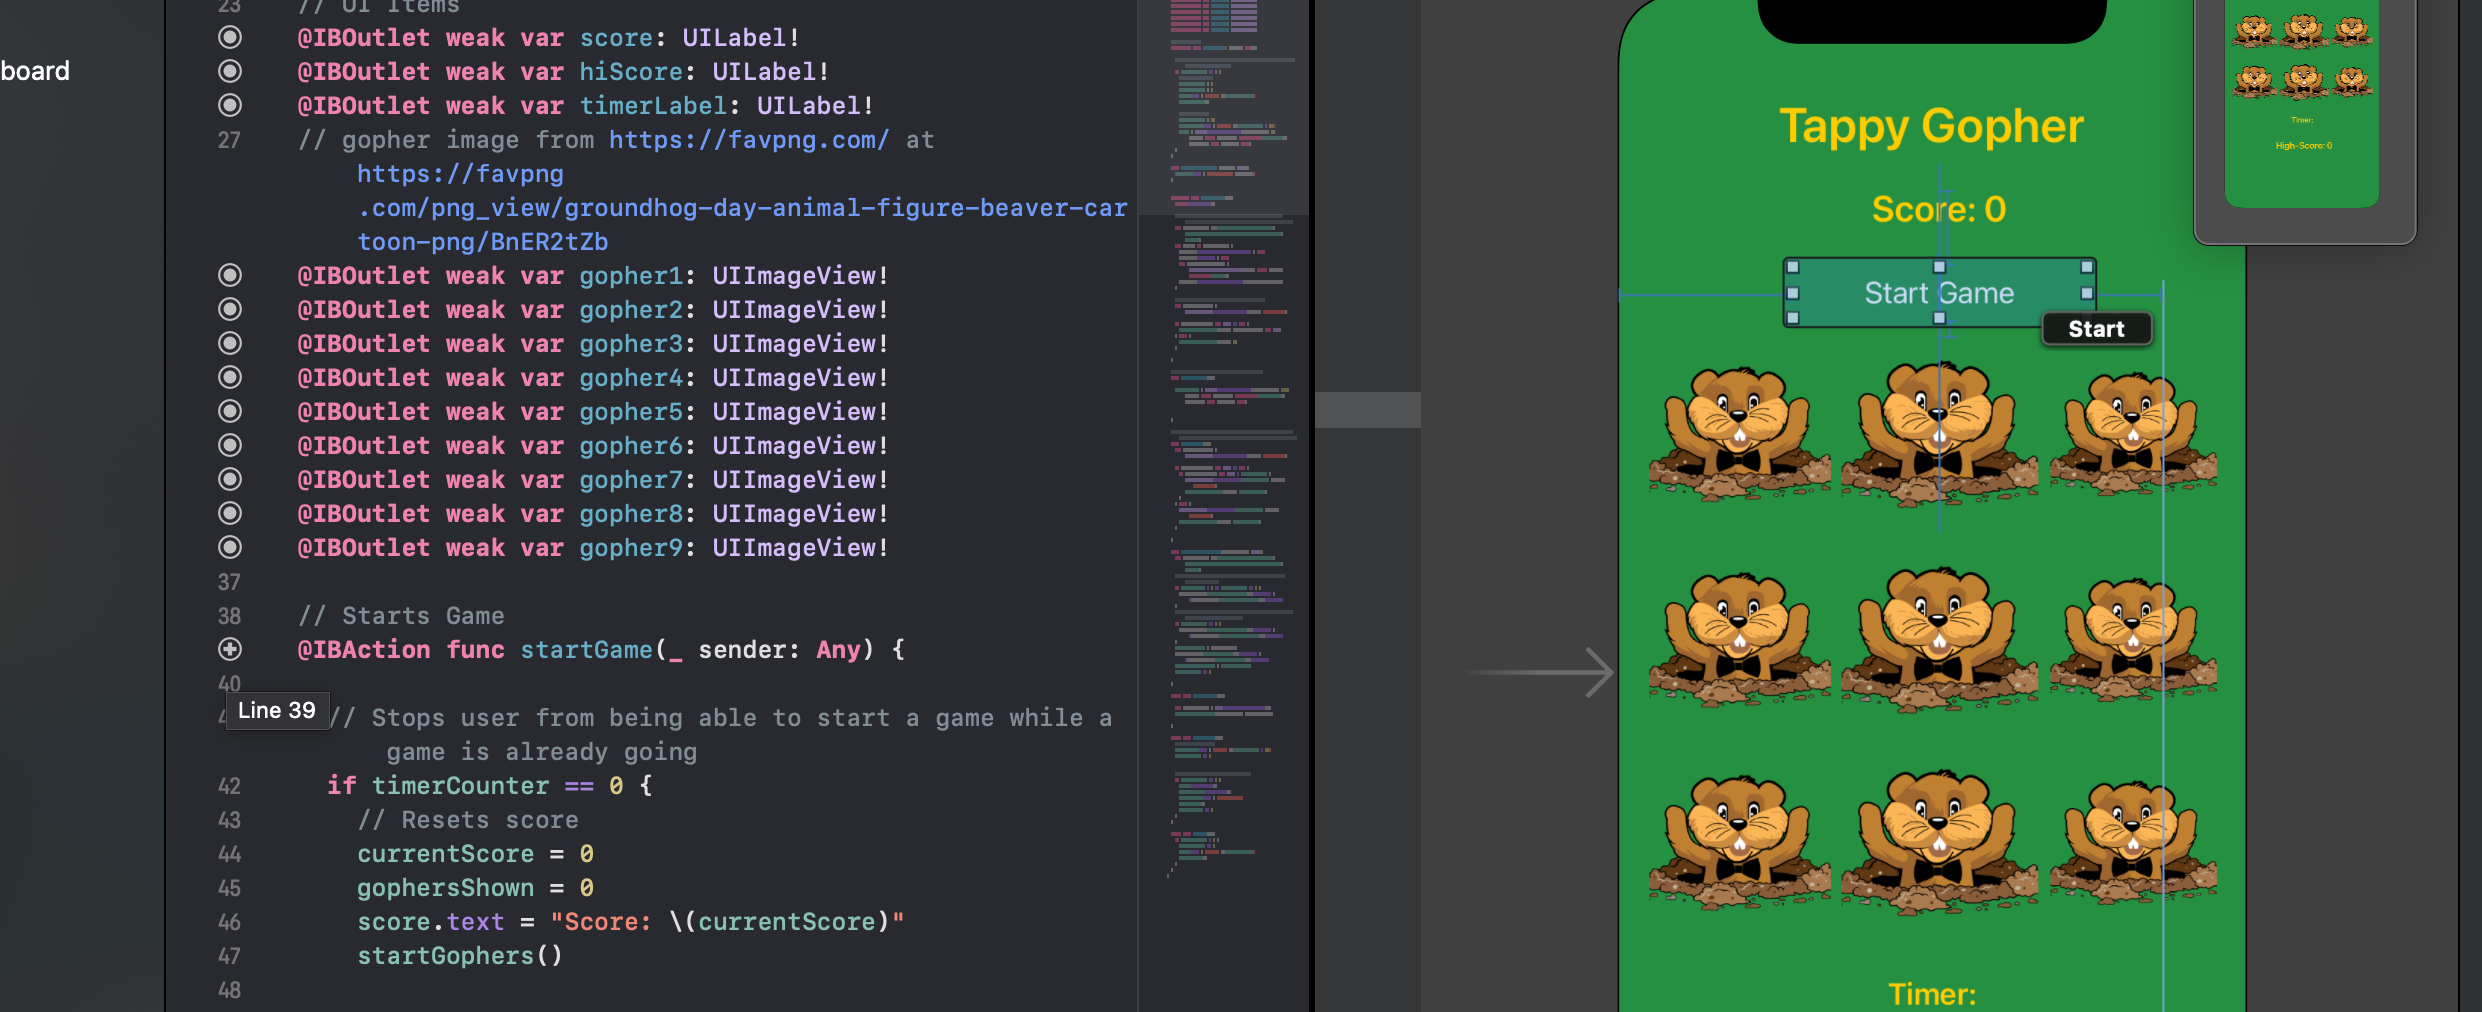 board
23 // UI Items
@IBOutlet weak var score: UILabel!
@IBOutlet weak var hiScore: UILabel!
@IBOutlet weak var timerLabel: UILabel!
27 // gopher image from https://favpng.com/ at
https://favpng
.com/png_view/groundhog-day-animal-figure-beaver-car
toon-png/BnER2tZb
@IBOutlet weak var gopher1: UIImageView!
@IBOutlet weak var gopher2: UIImageView!
@IBOutlet weak var gopher3: UIImageView!
@IBOutlet weak var gopher4: UIImageView!
@IBOutlet weak var gopher5: UIImageView!
@IBOutlet weak var gopher6: UIImageView!
@IBOutlet weak var gopher7: UIImageView!
@IBOutlet weak var gopher8: UIImageView!
@IBOutlet weak var gopher9: UIImageView!
37
38 // Starts Game
@IBAction func startGame(_ sender: Any) {
40
Line 39
// Stops user from being able to start a game while a
game is already going
42 if timerCounter == 0 {
43 // Resets score
44 currentScore = 0
45 gophersShown = 0
46 score.text = "Score: \(currentScore)"
47 startGophers()
48
Tappy Gopher
Score: 0
Start Game
Start
Timer:
Timer:
High-Score: 0